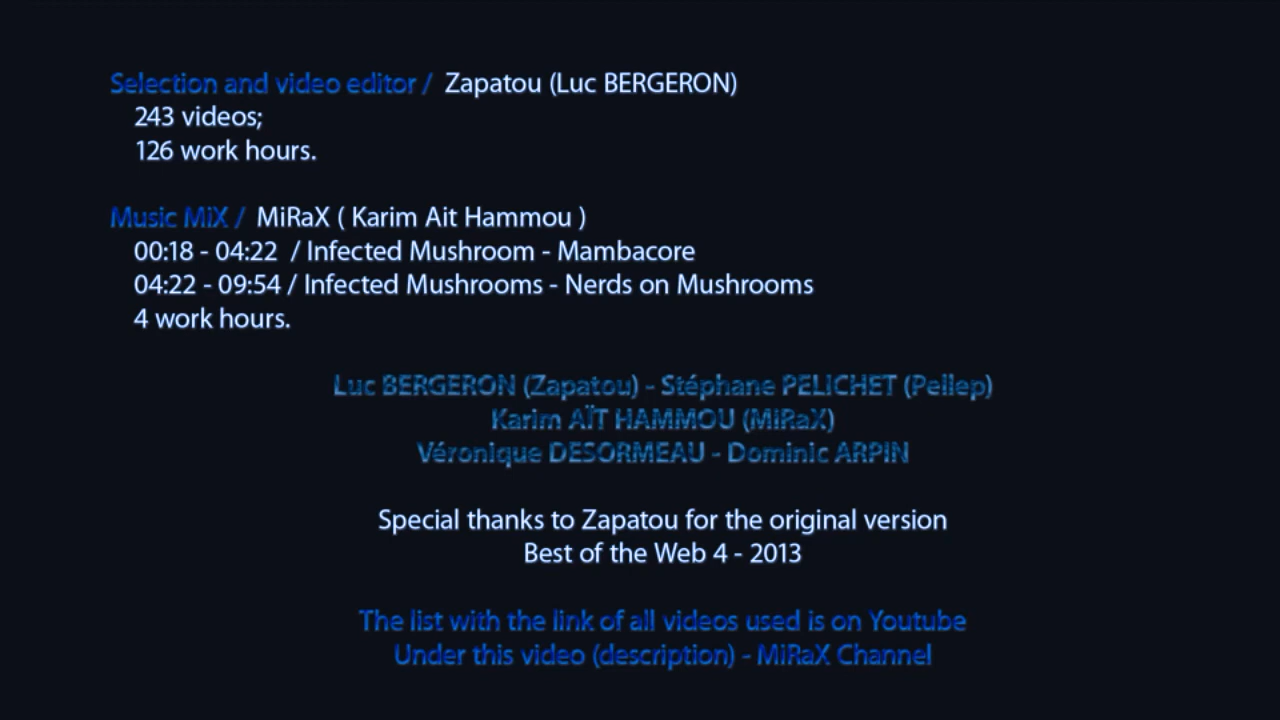 Selection and video editor / Zapatou (Luc BERGERON)
243 videos;
126 work hours.
Music MiX / MiRaX ( Karim Ait Hammou )
00:18 - 04:22 / Infected Mushroom - Mambacore
04:22 - 09:54 / Infected Mushrooms - Nerds on Mushrooms
4 work hours.
Luc BERGERON (Zapatou) - Stéphane PELICHET (Pellep)
Karim AÏT HAMMOU (MiRaX)
Véronique DESORMEAU - Dominic ARPIN
Special thanks to Zapatou for the original version
Best of the Web 4 - 2013
The list with the link of all videos used is on Youtube
Under this video (description) - MiRaX Channel